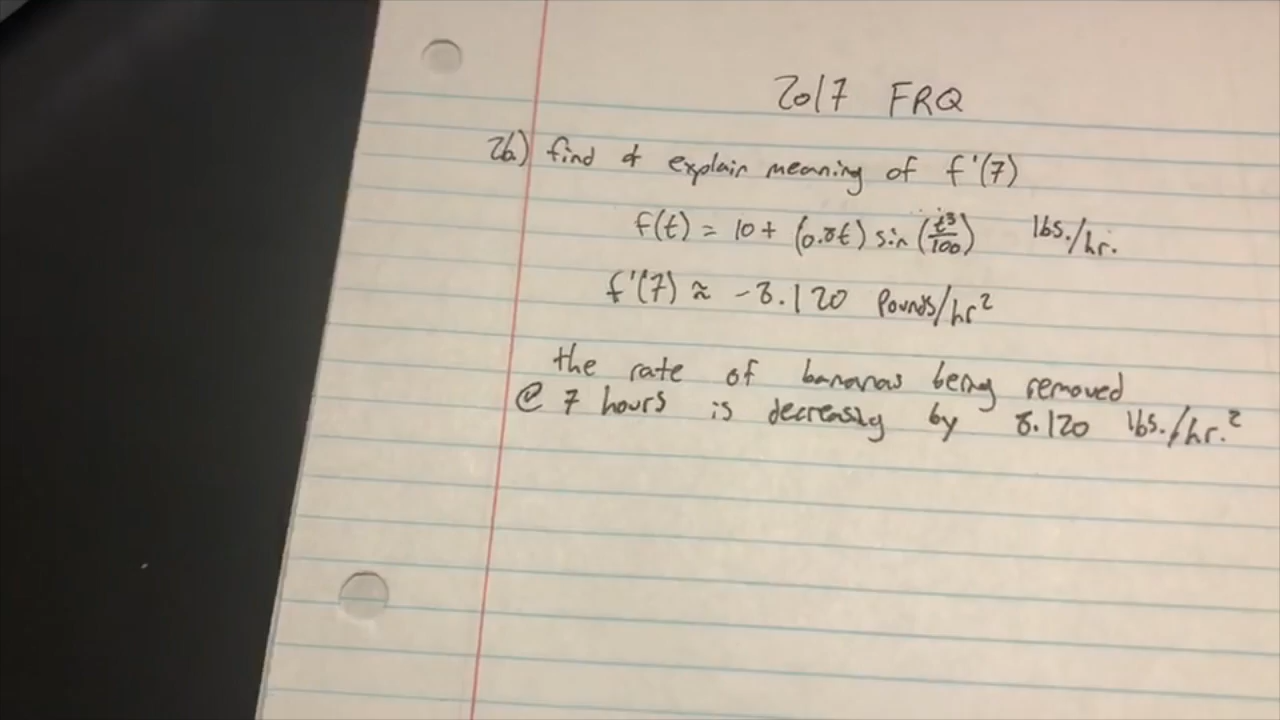 2017 FRQ
2b.) find & explain meaning of f'(7)
f(t) = 10 + (0.8t) sin (t³/100) lbs./hr.
f'(7) ≈ -8.120 Pounds/hr²
the rate of bananas being removed
@ 7 hours is decreasing by 8.120 lbs./hr.²